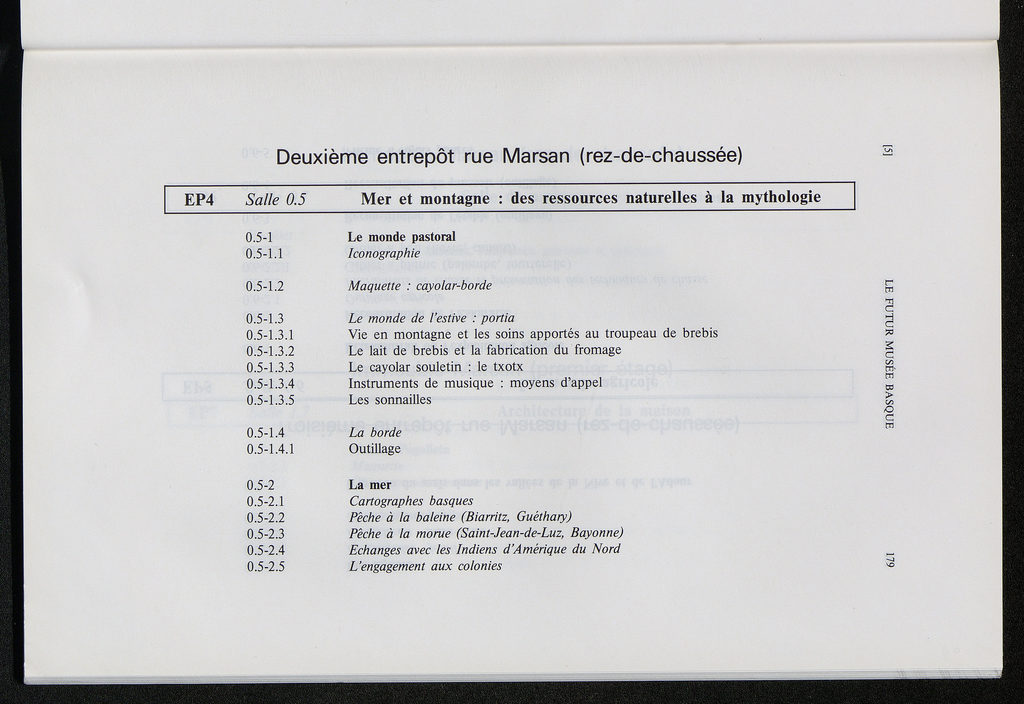 Deuxième entrepôt rue Marsan (rez-de-chaussée)
EP4 Salle 0.5 Mer et montagne : des ressources naturelles à la mythologie
0.5-1 Le monde pastoral
0.5-1.1 Iconographie
0.5-1.2 Maquette : cayolar-borde
0.5-1.3 Le monde de l'estive : portia
0.5-1.3.1 Vie en montagne et les soins apportés au troupeau de brebis
0.5-1.3.2 Le lait de brebis et la fabrication du fromage
0.5-1.3.3 Le cayolar souletin : le txotx
0.5-1.3.4 Instruments de musique : moyens d'appel
0.5-1.3.5 Les sonnailles
0.5-1.4 La borde
0.5-1.4.1 Outillage
0.5-2 La mer
0.5-2.1 Cartographes basques
0.5-2.2 Pêche à la baleine (Biarritz, Guéthary)
0.5-2.3 Pêche à la morue (Saint-Jean-de-Luz, Bayonne)
0.5-2.4 Echanges avec les Indiens d'Amérique du Nord
0.5-2.5 L'engagement aux colonies
[5]
LE FUTUR MUSÉE BASQUE
179